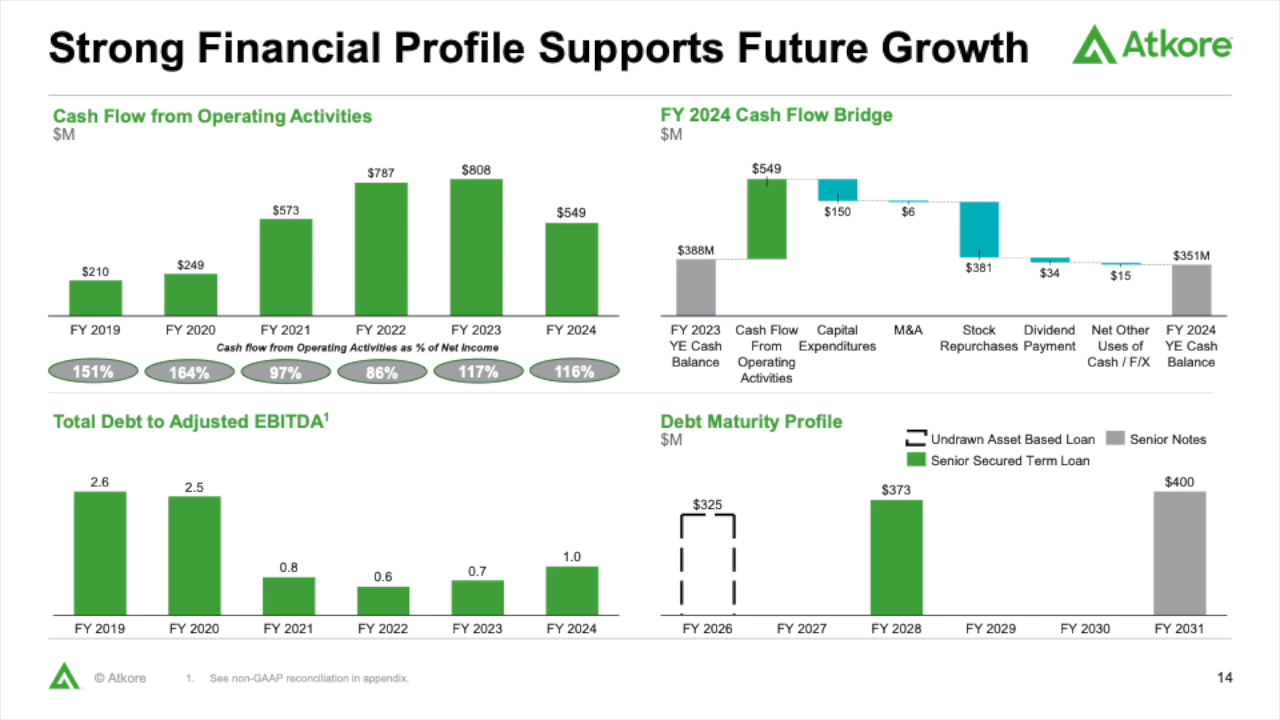 Strong Financial Profile Supports Future Growth
Atkore
Cash Flow from Operating Activities
$M
$210
$249
$573
$787
$808
$549
FY 2019
FY 2020
FY 2021
FY 2022
FY 2023
FY 2024
Cash flow from Operating Activities as % of Net Income
151%
164%
97%
86%
117%
116%
FY 2024 Cash Flow Bridge
$M
$388M
$549
$150
$6
$381
$34
$15
$351M
FY 2023
YE Cash
Balance
Cash Flow
From
Operating
Activities
Capital
Expenditures
M&A
Stock
Repurchases
Dividend
Payment
Net Other
Uses of
Cash / F/X
FY 2024
YE Cash
Balance
Total Debt to Adjusted EBITDA1
2.6
2.5
0.8
0.6
0.7
1.0
FY 2019
FY 2020
FY 2021
FY 2022
FY 2023
FY 2024
Debt Maturity Profile
$M
Undrawn Asset Based Loan
Senior Notes
Senior Secured Term Loan
$325
$373
$400
FY 2026
FY 2027
FY 2028
FY 2029
FY 2030
FY 2031
© Atkore
1. See non-GAAP reconciliation in appendix.
14